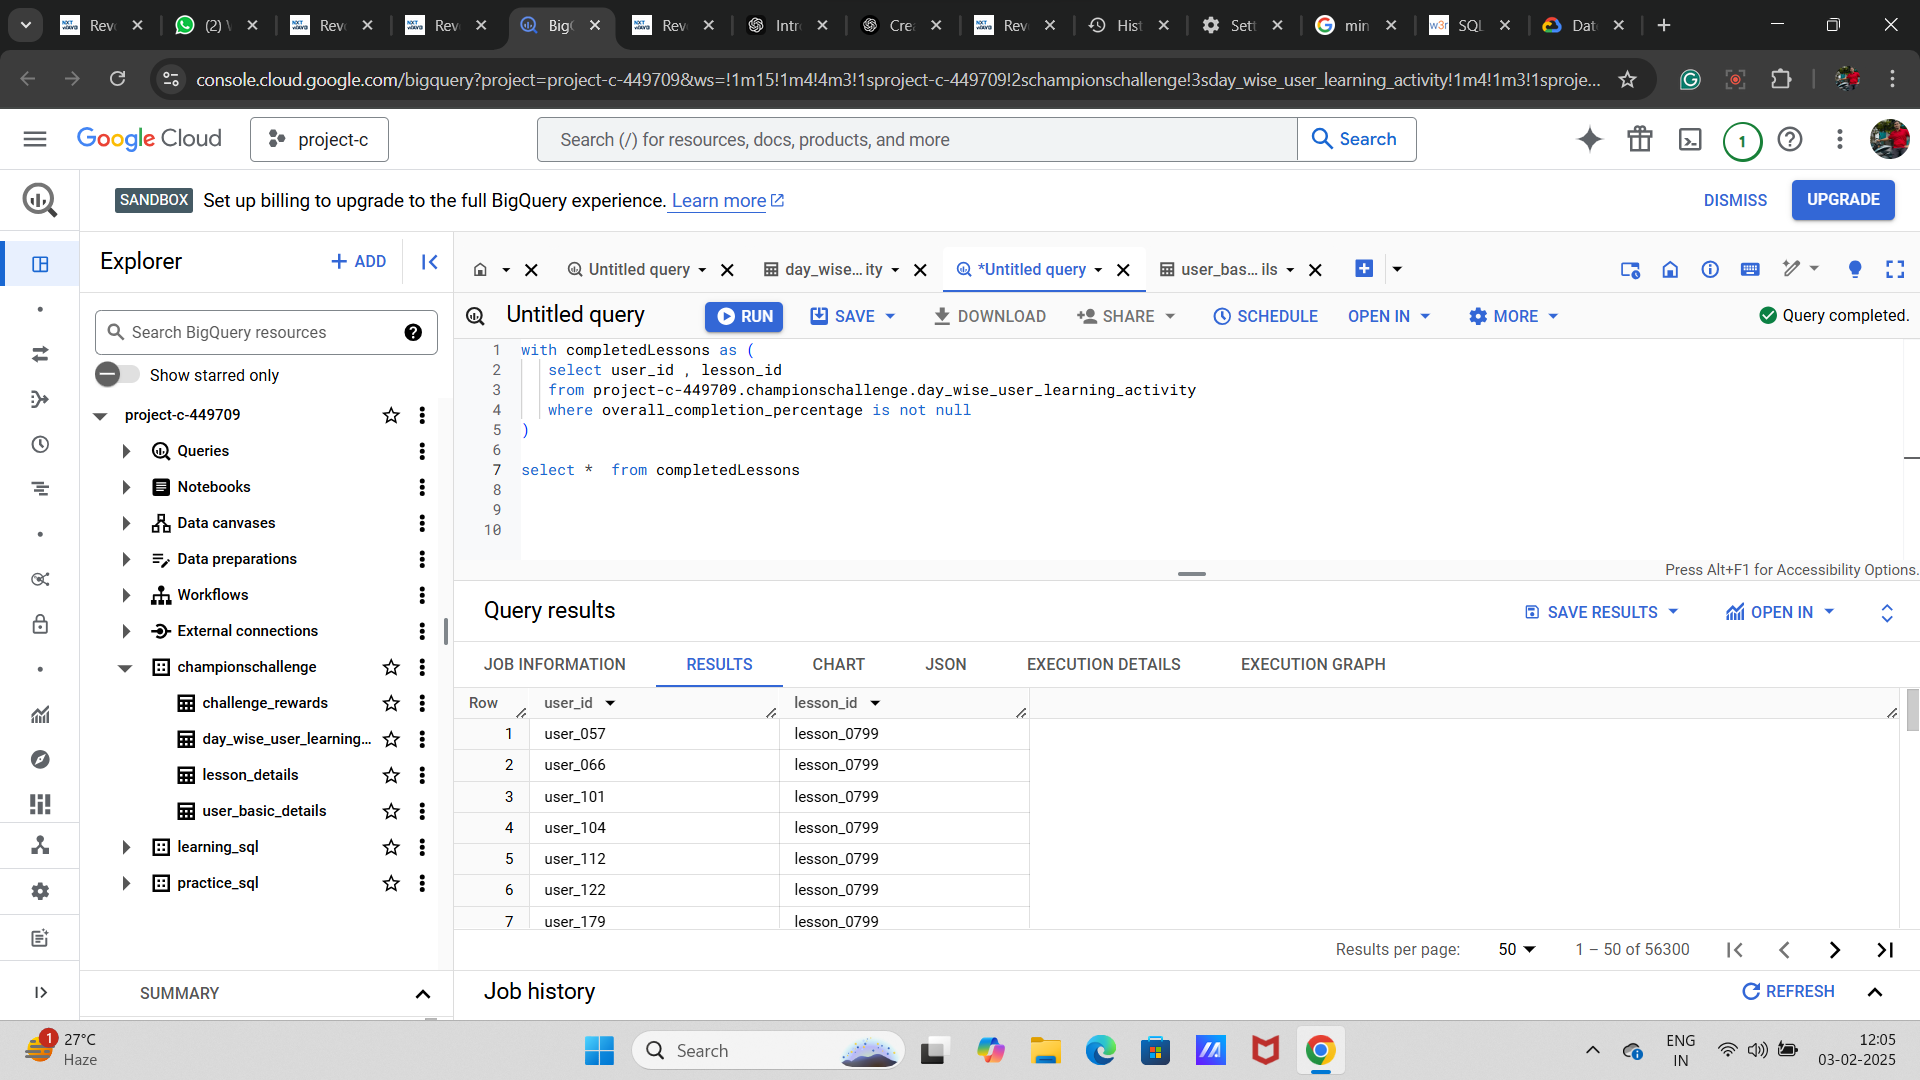 Rev
(2) V
Rev
Rev
Big
Rev
Intr
Crea
Rev
Hist
Sett
min
SQL
Dat
console.cloud.google.com/bigquery?project=project-c-449709&ws=!1m15!1m4!4m3!1sproject-c-449709!2schampionschallenge!3sday_wise_user_learning_activity!1m4!1m3!1sproje...
Google Cloud
project-c
Search (/) for resources, docs, products, and more
Search
1
SANDBOX
Set up billing to upgrade to the full BigQuery experience. Learn more
DISMISS
UPGRADE
Explorer
+ ADD
Untitled query
day_wise...ity
*Untitled query
user_bas...ils
Search BigQuery resources
Show starred only
Untitled query
RUN
SAVE
DOWNLOAD
SHARE
SCHEDULE
OPEN IN
MORE
Query completed.
1 with completedLessons as (
2 select user_id , lesson_id
3 from project-c-449709.championschallenge.day_wise_user_learning_activity
4 where overall_completion_percentage is not null
5 )
6
7 select * from completedLessons
8
9
10
Press Alt+F1 for Accessibility Options.
project-c-449709
Queries
Notebooks
Data canvases
Data preparations
Workflows
External connections
championschallenge
challenge_rewards
day_wise_user_learning...
lesson_details
user_basic_details
learning_sql
practice_sql
SUMMARY
Query results
SAVE RESULTS
OPEN IN
JOB INFORMATION
RESULTS
CHART
JSON
EXECUTION DETAILS
EXECUTION GRAPH
Row user_id lesson_id
1 user_057 lesson_0799
2 user_066 lesson_0799
3 user_101 lesson_0799
4 user_104 lesson_0799
5 user_112 lesson_0799
6 user_122 lesson_0799
7 user_179 lesson_0799
Results per page: 50 1 – 50 of 56300
Job history
REFRESH
1
27°C
Haze
Search
ENG
IN
12:05
03-02-2025